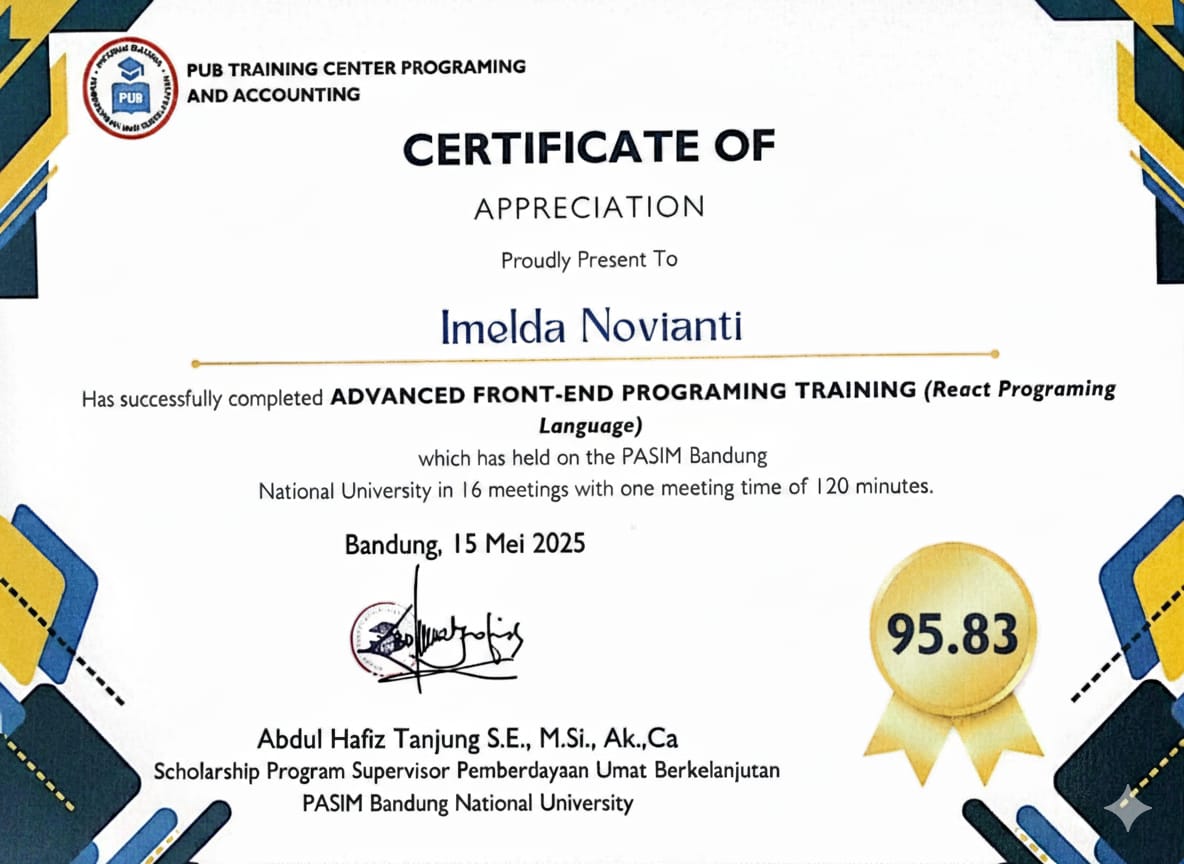 PUB TRAINING CENTER PROGRAMING
AND ACCOUNTING
PUB
CERTIFICATE OF
APPRECIATION
Proudly Present To
Imelda Novianti
Has successfully completed ADVANCED FRONT-END PROGRAMING TRAINING (React Programing
Language)
which has held on the PASIM Bandung
National University in 16 meetings with one meeting time of 120 minutes.
Bandung, 15 Mei 2025
95.83
Abdul Hafiz Tanjung S.E., M.Si., Ak.,Ca
Scholarship Program Supervisor Pemberdayaan Umat Berkelanjutan
PASIM Bandung National University